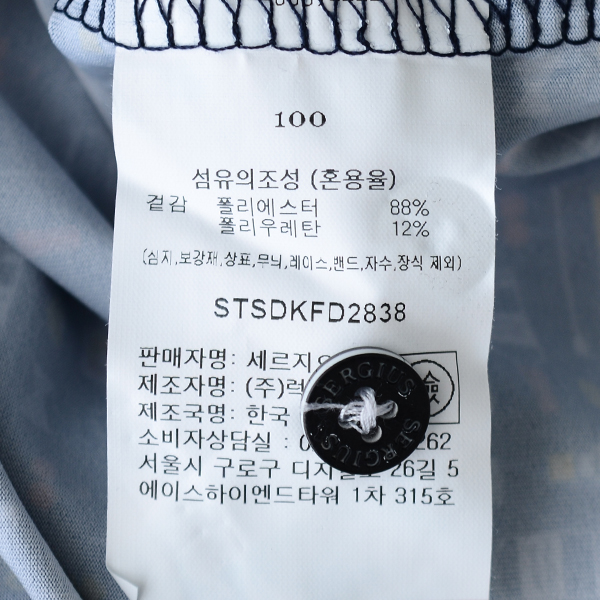 100
섬유의조성 (혼용율)
겉감 폴리에스터 88%
폴리우레탄 12%
(심지,보강재,상표,무늬,레이스,밴드,자수,장식 제외)
STSDKFD2838
판매자명: 세르지오
제조자명: (주)럭
제조국명: 한국
소비자상담실 : 262
서울시 구로구 26길 5
에이스하이엔드타워 1차 315호
SERGIUS
SERGIUS